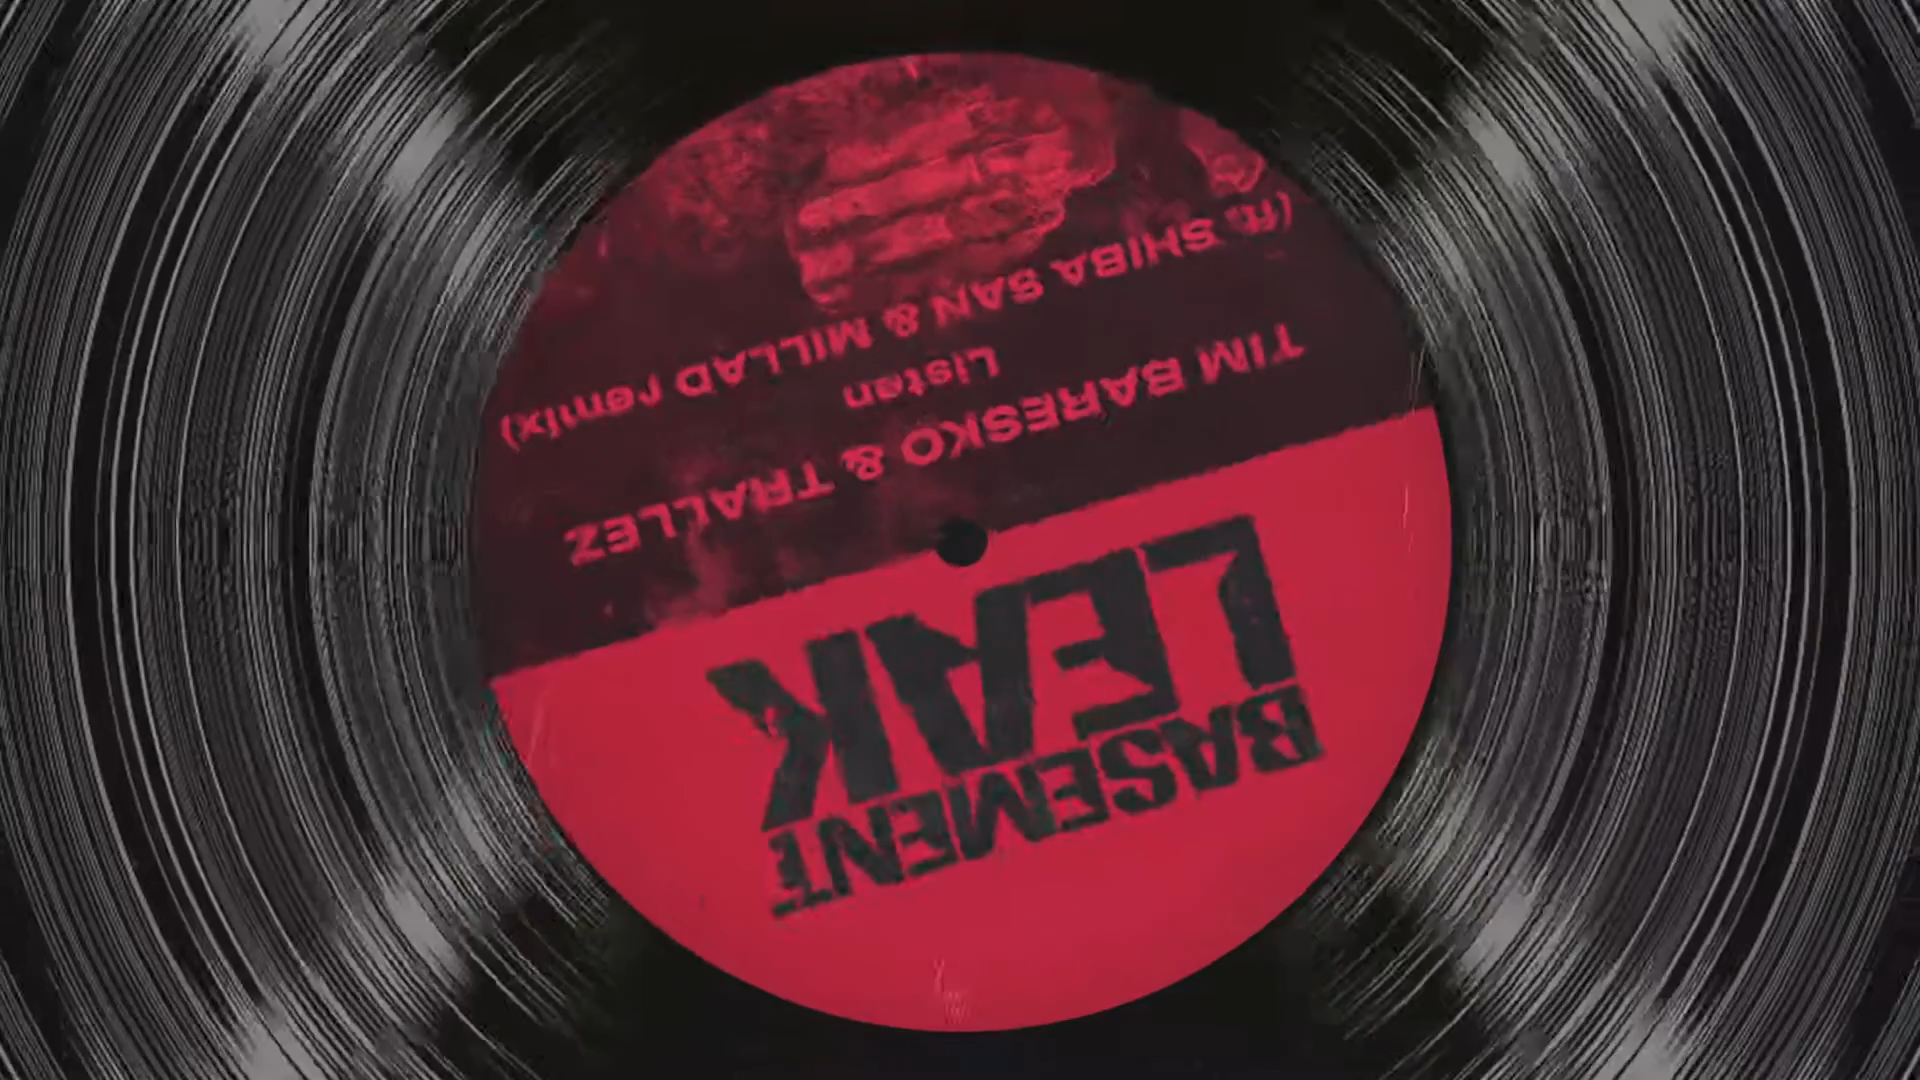 BASEMENT
LEAK
TIM BARESKO & TRALLEZ
Listen
(ft. SHIBA SAN & MILLAD remix)